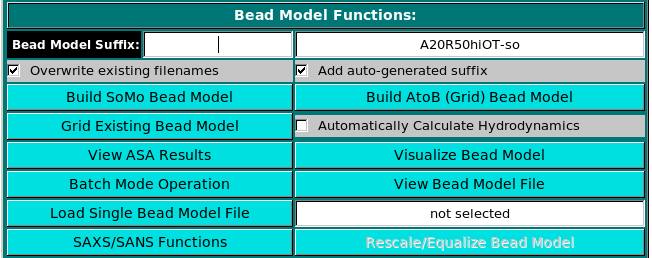 Bead Model Functions:
Bead Model Suffix: A20R50hiOT-so
Overwrite existing filenames Add auto-generated suffix
Build SoMo Bead Model Build AtoB (Grid) Bead Model
Grid Existing Bead Model Automatically Calculate Hydrodynamics
View ASA Results Visualize Bead Model
Batch Mode Operation View Bead Model File
Load Single Bead Model File not selected
SAXS/SANS Functions Rescale/Equalize Bead Model